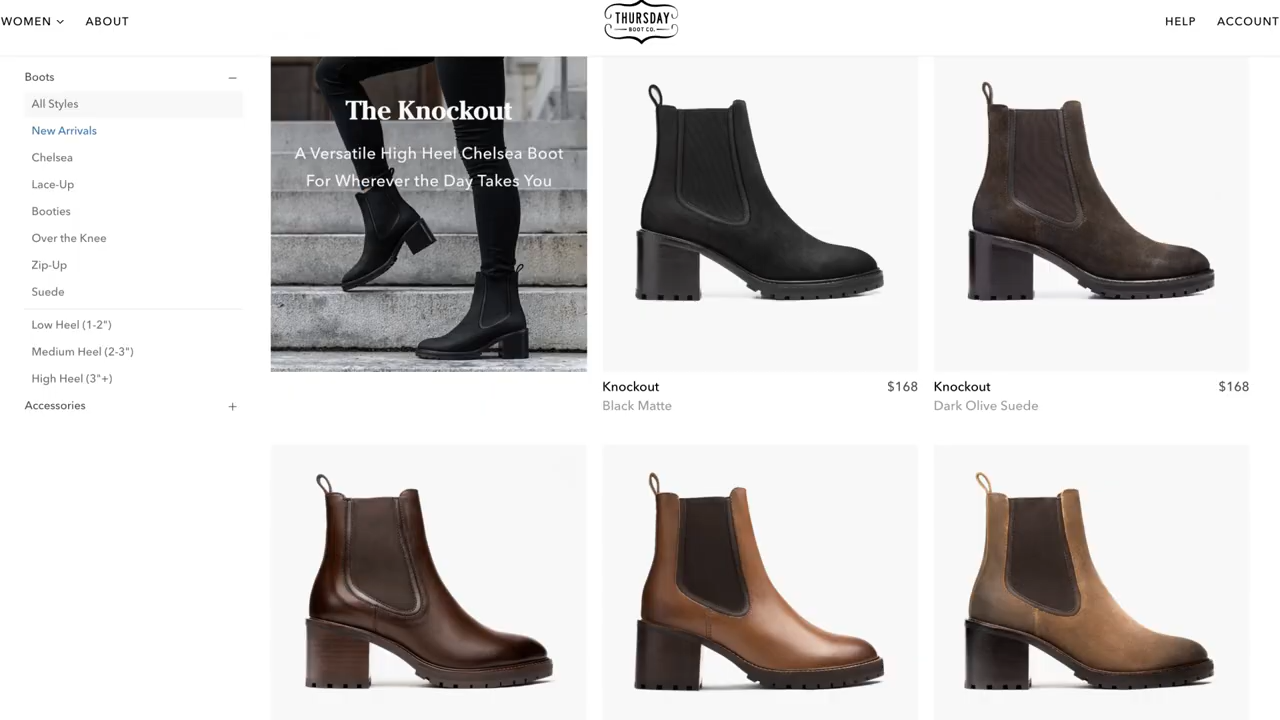 WOMEN
ABOUT
THURSDAY
BOOT CO.
HELP
ACCOUNT
Boots
All Styles
New Arrivals
Chelsea
Lace-Up
Booties
Over the Knee
Zip-Up
Suede
Low Heel (1-2")
Medium Heel (2-3")
High Heel (3"+)
Accessories
The Knockout
A Versatile High Heel Chelsea Boot
For Wherever the Day Takes You
Knockout $168
Black Matte
Knockout $168
Dark Olive Suede